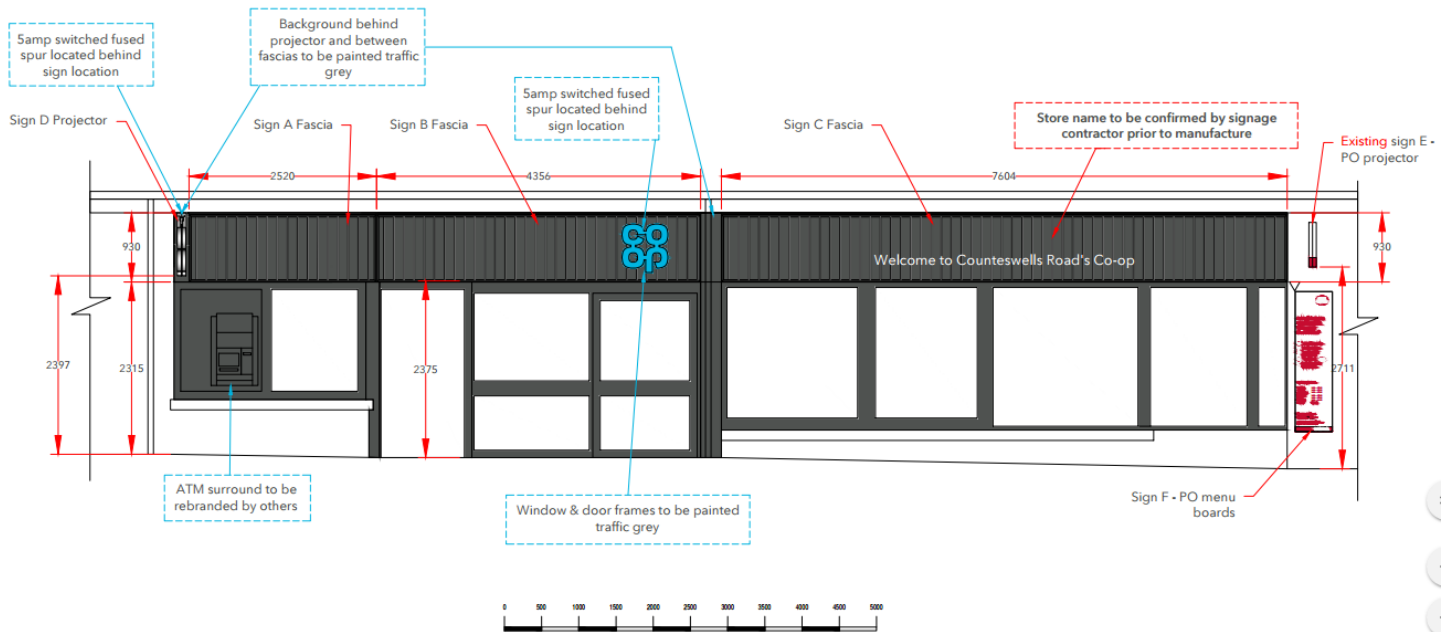 5amp switched fused
spur located behind
sign location
Background behind
projector and between
fascias to be painted traffic
grey
5amp switched fused
spur located behind
sign location
Store name to be confirmed by signage
contractor prior to manufacture
Sign D Projector
Sign A Fascia
Sign B Fascia
Sign C Fascia
Existing sign E -
PO projector
2520
4356
7604
930
930
co
op
Welcome to Counteswells Road's Co-op
2397
2315
2375
2711
ATM surround to be
rebranded by others
Window & door frames to be painted
traffic grey
Sign F - PO menu
boards
0 500 1000 1500 2000 2500 3000 3500 4000 4500 5000